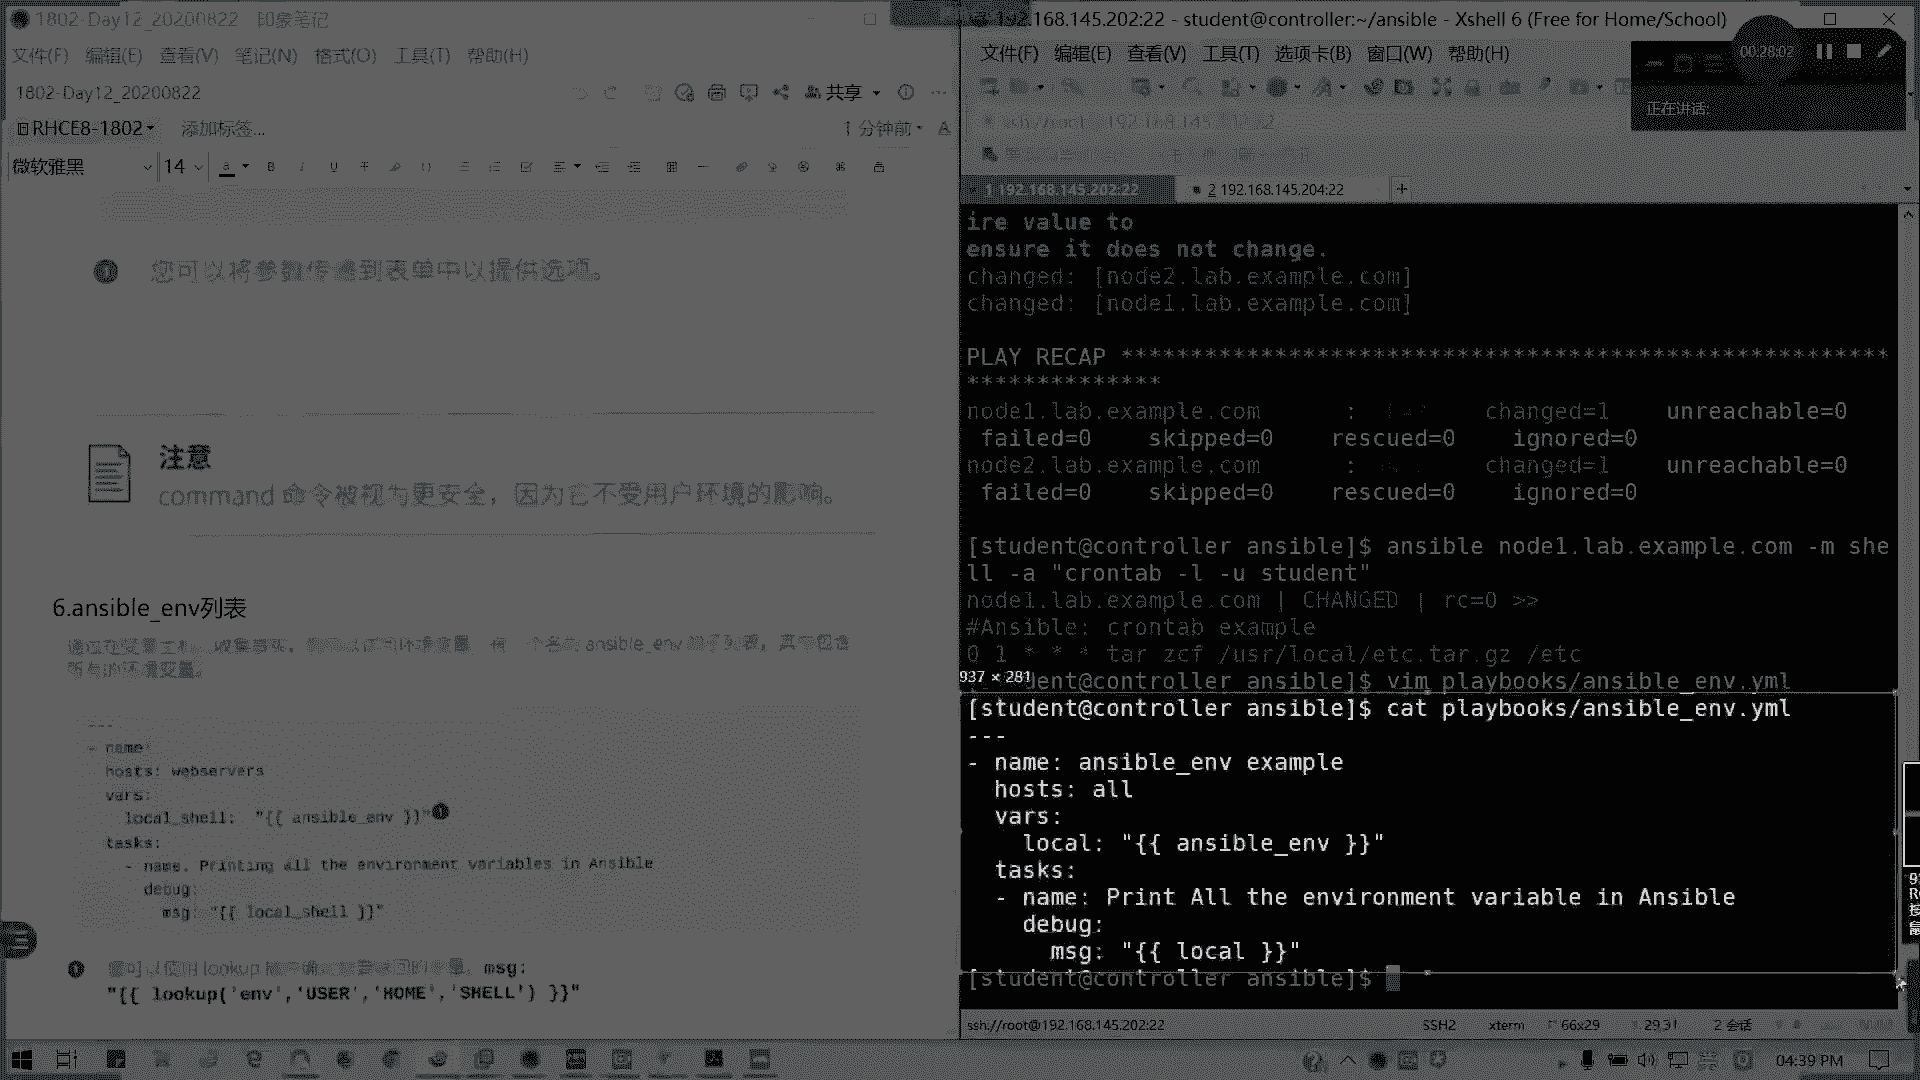 1802-Day12_20200822 印象笔记
文件(F) 编辑(E) 查看(V) 笔记(N) 格式(O) 工具(T) 帮助(H)
1802-Day12_20200822
共享
RHCE8-1802
添加标签...
1 分钟前
微软雅黑
14
您可以将参数传递到表单中以提供选项。
注意
command 命令被视为更安全，因为它不受用户环境的影响。
6.ansible_env列表
ansible_env
所有的环境变量。
---
- name:
hosts: webservers
vars:
local_shell: "{{ ansible_env }}"
tasks:
- name: Printing all the environment variables in Ansible
debug:
msg: "{{ local_shell }}"
lookup msg:
"{{ lookup('env','USER','HOME','SHELL') }}"
192.168.145.202:22 - student@controller:~/ansible - Xshell 6 (Free for Home/School)
文件(F) 编辑(E) 查看(V) 工具(T) 选项卡(B) 窗口(W) 帮助(H)
00:28:02
正在讲话:
1 192.168.145.202:22
2 192.168.145.204:22
ire value to
ensure it does not change.
changed: [node2.lab.example.com]
changed: [node1.lab.example.com]
PLAY RECAP *******************************************************
**************
node1.lab.example.com : changed=1 unreachable=0
failed=0 skipped=0 rescued=0 ignored=0
node2.lab.example.com : changed=1 unreachable=0
failed=0 skipped=0 rescued=0 ignored=0
[student@controller ansible]$ ansible node1.lab.example.com -m she
ll -a "crontab -l -u student"
node1.lab.example.com | CHANGED | rc=0 >>
#Ansible: crontab example
0 1 * * * tar zcf /usr/local/etc.tar.gz /etc
937 × 281
dent@controller ansible]$ vim playbooks/ansible_env.yml
[student@controller ansible]$ cat playbooks/ansible_env.yml
---
- name: ansible_env example
hosts: all
vars:
local: "{{ ansible_env }}"
tasks:
- name: Print All the environment variable in Ansible
debug:
msg: "{{ local }}"
[student@controller ansible]$
ssh://root@192.168.145.202:22
SSH2
xterm
66x29
29,31
2 会话
04:39 PM